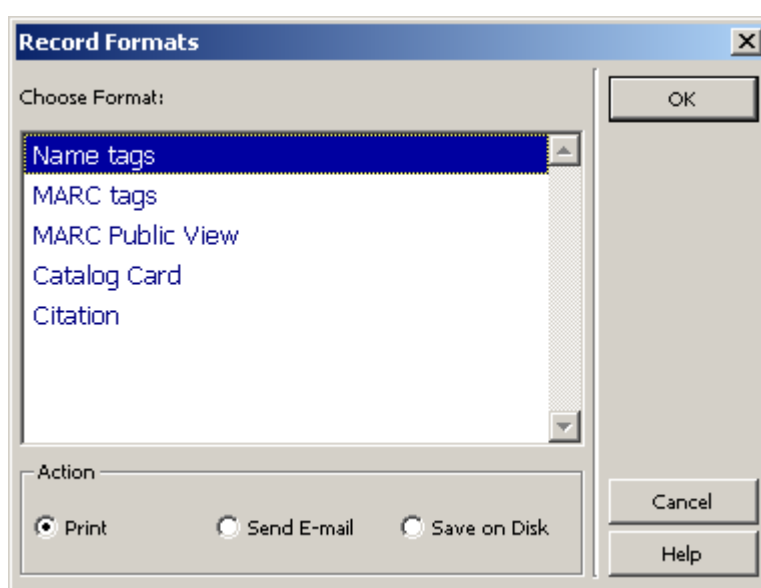 Record Formats
Choose Format:
OK
Name tags
MARC tags
MARC Public View
Catalog Card
Citation
Action
Print
Send E-mail
Save on Disk
Cancel
Help